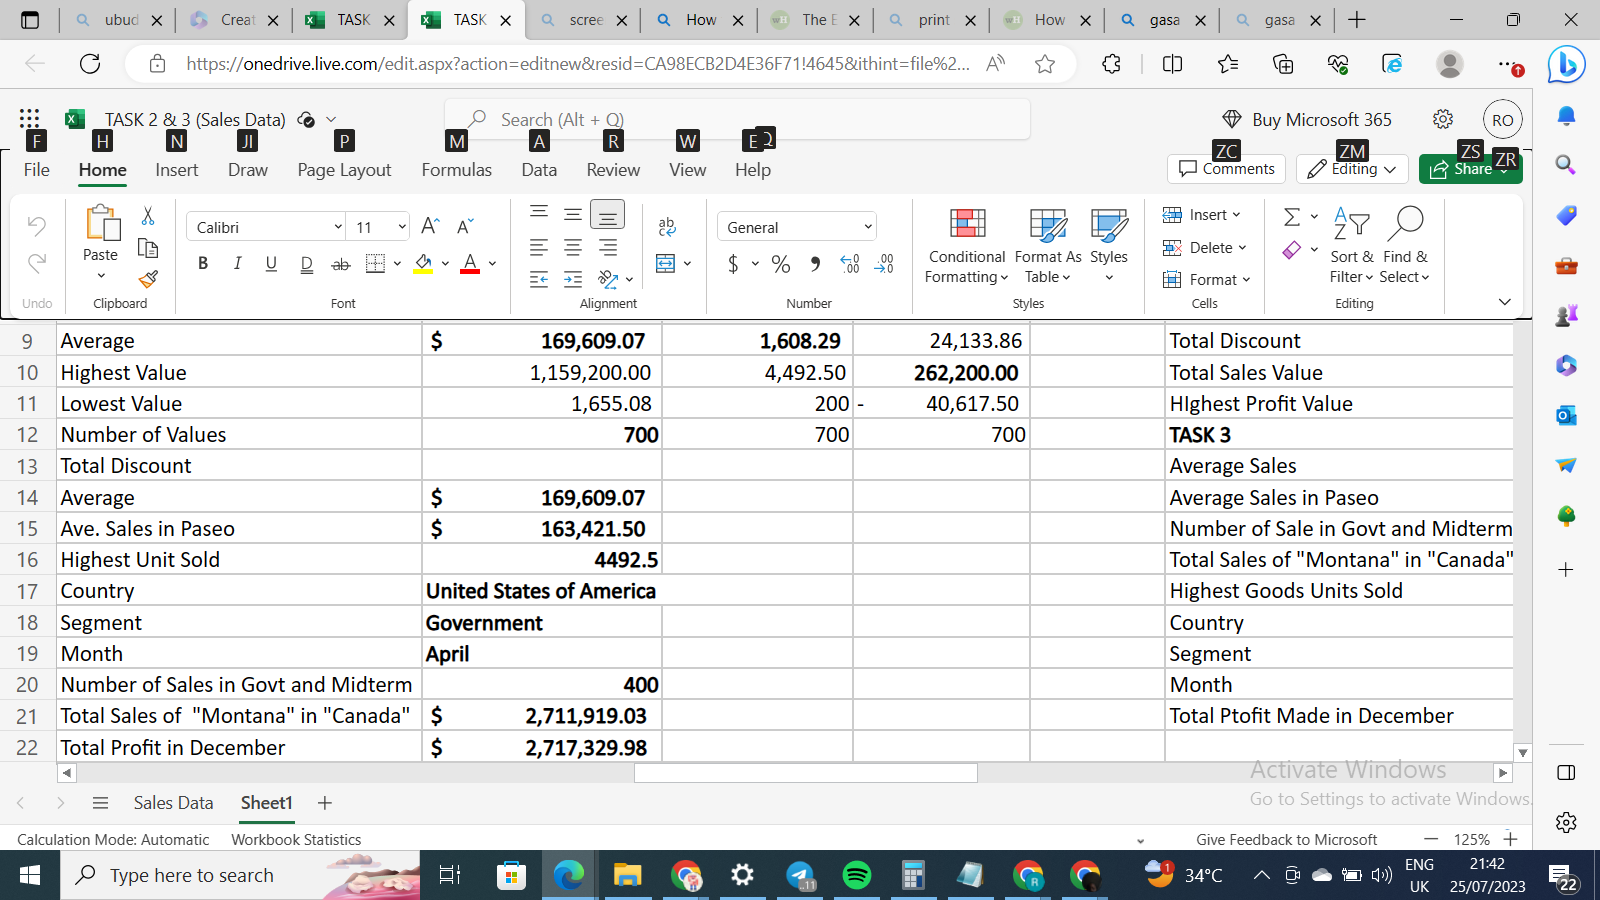 ubud Creat TASK TASK scree How The E print How gasa gasa
https://onedrive.live.com/edit.aspx?action=editnew&resid=CA98ECB2D4E36F71!4645&ithint=file%2...
TASK 2 & 3 (Sales Data) Search (Alt + Q) Buy Microsoft 365 RO
F H N JI P M A R W E Q ZC ZM ZS ZR
File Home Insert Draw Page Layout Formulas Data Review View Help Comments Editing Share
Calibri 11 ab General Insert
Paste Conditional Format As Styles Delete Sort & Find &
B I U D ab A $ % .00 .00 Formatting Table Format Filter Select
Undo Clipboard Font Alignment Number Styles Cells Editing
9 Average $ 169,609.07 1,608.29 24,133.86 Total Discount
10 Highest Value 1,159,200.00 4,492.50 262,200.00 Total Sales Value
11 Lowest Value 1,655.08 200 - 40,617.50 HIghest Profit Value
12 Number of Values 700 700 700 TASK 3
13 Total Discount Average Sales
14 Average $ 169,609.07 Average Sales in Paseo
15 Ave. Sales in Paseo $ 163,421.50 Number of Sale in Govt and Midterm
16 Highest Unit Sold 4492.5 Total Sales of "Montana" in "Canada"
17 Country United States of America Highest Goods Units Sold
18 Segment Government Country
19 Month April Segment
20 Number of Sales in Govt and Midterm 400 Month
21 Total Sales of "Montana" in "Canada" $ 2,711,919.03 Total Ptofit Made in December
22 Total Profit in December $ 2,717,329.98
Activate Windows
Go to Settings to activate Windows.
Sales Data Sheet1
Calculation Mode: Automatic Workbook Statistics Give Feedback to Microsoft 125%
Type here to search 11 R 1 34°C ENG 21:42
UK 25/07/2023 22